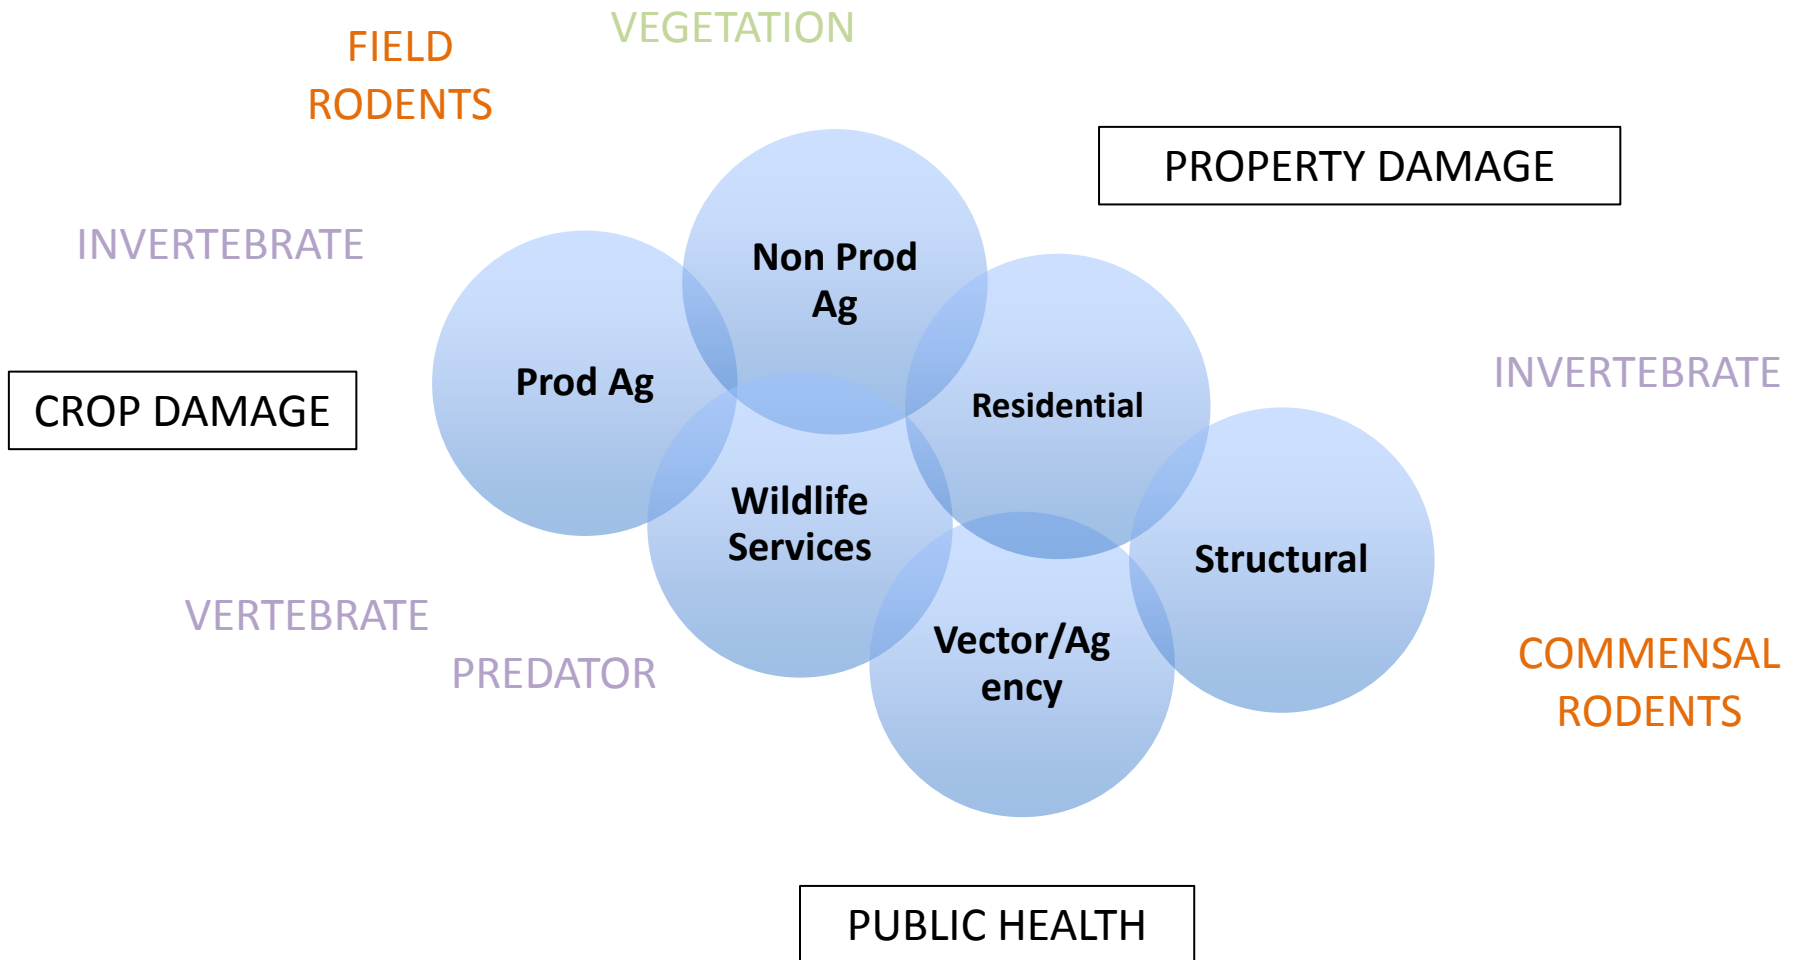 VEGETATION
FIELD
RODENTS
PROPERTY DAMAGE
INVERTEBRATE
Non Prod
Ag
Prod Ag
Residential
INVERTEBRATE
CROP DAMAGE
Wildlife
Services
Structural
VERTEBRATE
PREDATOR
Vector/Ag
ency
COMMENSAL
RODENTS
PUBLIC HEALTH